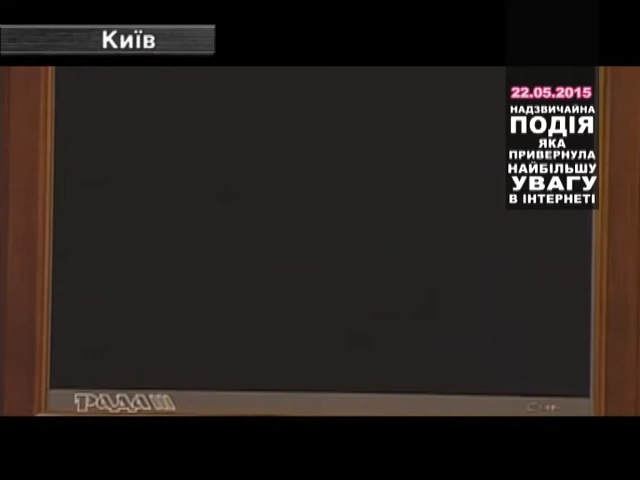 Київ
22.05.2015
НАДЗВИЧАЙНА
ПОДІЯ
ЯКА
ПРИВЕРНУЛА
НАЙБІЛЬШУ
УВАГУ
В ІНТЕРНЕТІ
РАДА